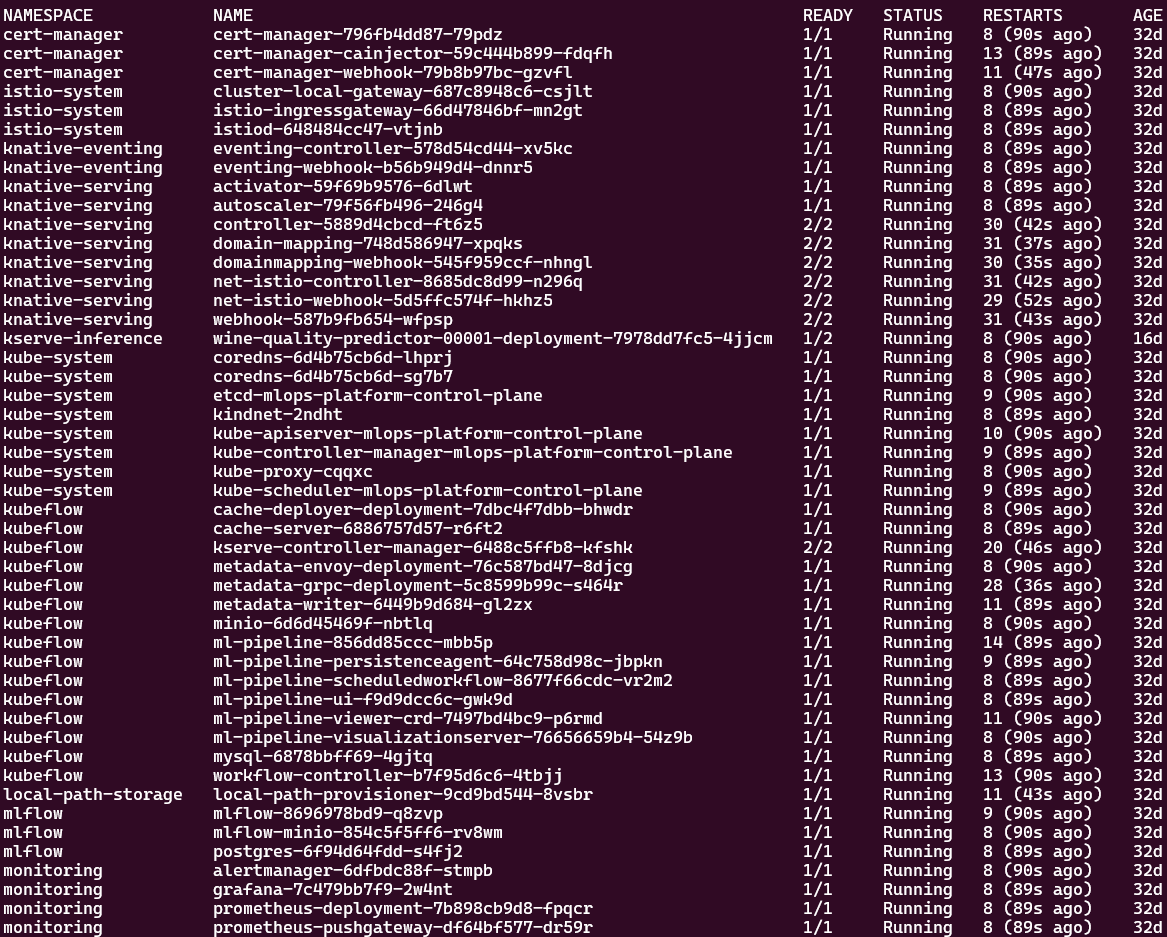 NAMESPACE NAME READY STATUS RESTARTS AGE
cert-manager cert-manager-796fb4dd87-79pdz 1/1 Running 8 (90s ago) 32d
cert-manager cert-manager-cainjector-59c444b899-fdqfh 1/1 Running 13 (89s ago) 32d
cert-manager cert-manager-webhook-79b8b97bc-gzvfl 1/1 Running 11 (47s ago) 32d
istio-system cluster-local-gateway-687c8948c6-csjlt 1/1 Running 8 (90s ago) 32d
istio-system istio-ingressgateway-66d47846bf-mn2gt 1/1 Running 8 (89s ago) 32d
istio-system istiod-648484cc47-vtjnb 1/1 Running 8 (89s ago) 32d
knative-eventing eventing-controller-578d54cd44-xv5kc 1/1 Running 8 (89s ago) 32d
knative-eventing eventing-webhook-b56b949d4-dnnr5 1/1 Running 8 (89s ago) 32d
knative-serving activator-59f69b9576-6dlwt 1/1 Running 8 (89s ago) 32d
knative-serving autoscaler-79f56fb496-246g4 1/1 Running 8 (89s ago) 32d
knative-serving controller-5889d4cbcd-ft6z5 2/2 Running 30 (42s ago) 32d
knative-serving domain-mapping-748d586947-xpqks 2/2 Running 31 (37s ago) 32d
knative-serving domainmapping-webhook-545f959ccf-nhngl 2/2 Running 30 (35s ago) 32d
knative-serving net-istio-controller-8685dc8d99-n296q 2/2 Running 31 (42s ago) 32d
knative-serving net-istio-webhook-5d5ffc574f-hkhz5 2/2 Running 29 (52s ago) 32d
knative-serving webhook-587b9fb654-wfpsp 2/2 Running 31 (43s ago) 32d
kserve-inference wine-quality-predictor-00001-deployment-7978dd7fc5-4jjcm 1/2 Running 8 (90s ago) 16d
kube-system coredns-6d4b75cb6d-lhprj 1/1 Running 8 (90s ago) 32d
kube-system coredns-6d4b75cb6d-sg7b7 1/1 Running 8 (90s ago) 32d
kube-system etcd-mlops-platform-control-plane 1/1 Running 9 (90s ago) 32d
kube-system kindnet-2ndht 1/1 Running 8 (89s ago) 32d
kube-system kube-apiserver-mlops-platform-control-plane 1/1 Running 10 (90s ago) 32d
kube-system kube-controller-manager-mlops-platform-control-plane 1/1 Running 9 (89s ago) 32d
kube-system kube-proxy-cqqxc 1/1 Running 8 (90s ago) 32d
kube-system kube-scheduler-mlops-platform-control-plane 1/1 Running 9 (89s ago) 32d
kubeflow cache-deployer-deployment-7dbc4f7dbb-bhwdr 1/1 Running 8 (90s ago) 32d
kubeflow cache-server-6886757d57-r6ft2 1/1 Running 8 (89s ago) 32d
kubeflow kserve-controller-manager-6488c5ffb8-kfshk 2/2 Running 20 (46s ago) 32d
kubeflow metadata-envoy-deployment-76c587bd47-8djcg 1/1 Running 8 (90s ago) 32d
kubeflow metadata-grpc-deployment-5c8599b99c-s464r 1/1 Running 28 (36s ago) 32d
kubeflow metadata-writer-6449b9d684-gl2zx 1/1 Running 11 (89s ago) 32d
kubeflow minio-6d6d45469f-nbtlq 1/1 Running 8 (90s ago) 32d
kubeflow ml-pipeline-856dd85ccc-mbb5p 1/1 Running 14 (89s ago) 32d
kubeflow ml-pipeline-persistenceagent-64c758d98c-jbpkn 1/1 Running 9 (89s ago) 32d
kubeflow ml-pipeline-scheduledworkflow-8677f66cdc-vr2m2 1/1 Running 8 (89s ago) 32d
kubeflow ml-pipeline-ui-f9d9dcc6c-gwk9d 1/1 Running 8 (89s ago) 32d
kubeflow ml-pipeline-viewer-crd-7497bd4bc9-p6rmd 1/1 Running 11 (90s ago) 32d
kubeflow ml-pipeline-visualizationserver-76656659b4-54z9b 1/1 Running 8 (90s ago) 32d
kubeflow mysql-6878bbff69-4gjtq 1/1 Running 8 (89s ago) 32d
kubeflow workflow-controller-b7f95d6c6-4tbjj 1/1 Running 13 (90s ago) 32d
local-path-storage local-path-provisioner-9cd9bd544-8vsbr 1/1 Running 11 (43s ago) 32d
mlflow mlflow-8696978bd9-q8zvp 1/1 Running 9 (90s ago) 32d
mlflow mlflow-minio-854c5f5ff6-rv8wm 1/1 Running 8 (90s ago) 32d
mlflow postgres-6f94d64fdd-s4fj2 1/1 Running 8 (89s ago) 32d
monitoring alertmanager-6dfbdc88f-stmpb 1/1 Running 8 (90s ago) 32d
monitoring grafana-7c479bb7f9-2w4nt 1/1 Running 8 (89s ago) 32d
monitoring prometheus-deployment-7b898cb9d8-fpqcr 1/1 Running 8 (89s ago) 32d
monitoring prometheus-pushgateway-df64bf577-dr59r 1/1 Running 8 (89s ago) 32d